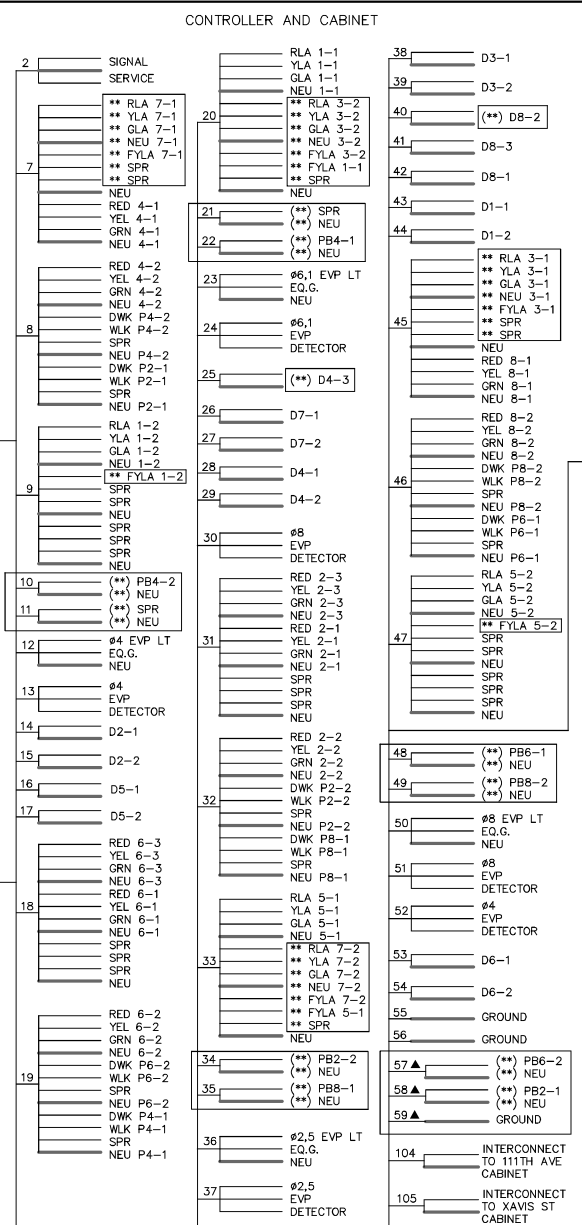 CONTROLLER AND CABINET
2
SIGNAL
SERVICE
7
** RLA 7-1
** YLA 7-1
** GLA 7-1
** NEU 7-1
** FYLA 7-1
** SPR
** SPR
NEU
RED 4-1
YEL 4-1
GRN 4-1
NEU 4-1
8
RED 4-2
YEL 4-2
GRN 4-2
NEU 4-2
DWK P4-2
WLK P4-2
SPR
NEU P4-2
DWK P2-1
WLK P2-1
SPR
NEU P2-1
9
RLA 1-2
YLA 1-2
GLA 1-2
NEU 1-2
** FYLA 1-2
SPR
SPR
NEU
SPR
SPR
SPR
NEU
10
(**) PB4-2
(**) NEU
11
(**) SPR
(**) NEU
12
ø4 EVP LT
EQ.G.
NEU
13
ø4
EVP
DETECTOR
14
D2-1
15
D2-2
16
D5-1
17
D5-2
18
RED 6-3
YEL 6-3
GRN 6-3
NEU 6-3
RED 6-1
YEL 6-1
GRN 6-1
NEU 6-1
SPR
SPR
SPR
NEU
19
RED 6-2
YEL 6-2
GRN 6-2
NEU 6-2
DWK P6-2
WLK P6-2
SPR
NEU P6-2
DWK P4-1
WLK P4-1
SPR
NEU P4-1
20
RLA 1-1
YLA 1-1
GLA 1-1
NEU 1-1
** RLA 3-2
** YLA 3-2
** GLA 3-2
** NEU 3-2
** FYLA 3-2
** FYLA 1-1
** SPR
NEU
21
(**) SPR
(**) NEU
22
(**) PB4-1
(**) NEU
23
ø6,1 EVP LT
EQ.G.
NEU
24
ø6,1
EVP
DETECTOR
25
(**) D4-3
26
D7-1
27
D7-2
28
D4-1
29
D4-2
30
ø8
EVP
DETECTOR
31
RED 2-3
YEL 2-3
GRN 2-3
NEU 2-3
RED 2-1
YEL 2-1
GRN 2-1
NEU 2-1
SPR
SPR
SPR
NEU
32
RED 2-2
YEL 2-2
GRN 2-2
NEU 2-2
DWK P2-2
WLK P2-2
SPR
NEU P2-2
DWK P8-1
WLK P8-1
SPR
NEU P8-1
33
RLA 5-1
YLA 5-1
GLA 5-1
NEU 5-1
** RLA 7-2
** YLA 7-2
** GLA 7-2
** NEU 7-2
** FYLA 7-2
** FYLA 5-1
** SPR
NEU
34
(**) PB2-2
(**) NEU
35
(**) PB8-1
(**) NEU
36
ø2,5 EVP LT
EQ.G.
NEU
37
ø2,5
EVP
DETECTOR
38
D3-1
39
D3-2
40
(**) D8-2
41
D8-3
42
D8-1
43
D1-1
44
D1-2
45
** RLA 3-1
** YLA 3-1
** GLA 3-1
** NEU 3-1
** FYLA 3-1
** SPR
** SPR
NEU
RED 8-1
YEL 8-1
GRN 8-1
NEU 8-1
46
RED 8-2
YEL 8-2
GRN 8-2
NEU 8-2
DWK P8-2
WLK P8-2
SPR
NEU P8-2
DWK P6-1
WLK P6-1
SPR
NEU P6-1
47
RLA 5-2
YLA 5-2
GLA 5-2
NEU 5-2
** FYLA 5-2
SPR
SPR
NEU
SPR
SPR
SPR
NEU
48
(**) PB6-1
(**) NEU
49
(**) PB8-2
(**) NEU
50
ø8 EVP LT
EQ.G.
NEU
51
ø8
EVP
DETECTOR
52
ø4
EVP
DETECTOR
53
D6-1
54
D6-2
55
GROUND
56
GROUND
57▲
(**) PB6-2
(**) NEU
58▲
(**) PB2-1
(**) NEU
59▲
GROUND
104
INTERCONNECT
TO 111TH AVE
CABINET
105
INTERCONNECT
TO XAVIS ST
CABINET